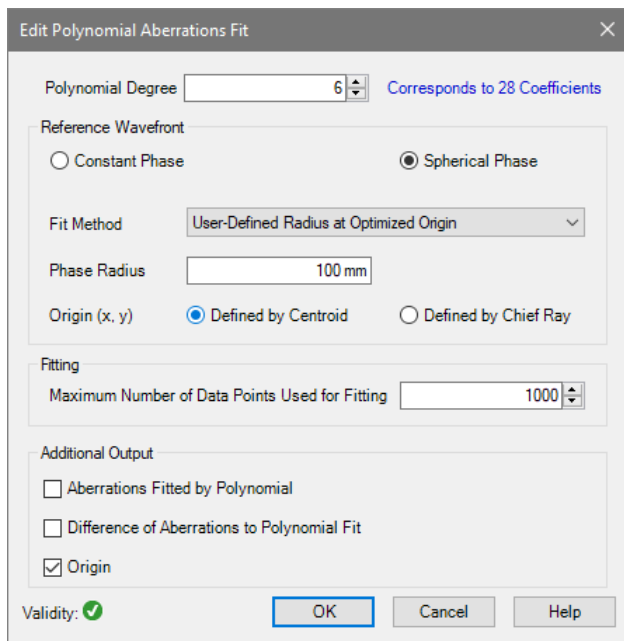 Edit Polynomial Aberrations Fit
Polynomial Degree 6 Corresponds to 28 Coefficients
Reference Wavefront
Constant Phase Spherical Phase
Fit Method User-Defined Radius at Optimized Origin
Phase Radius 100 mm
Origin (x, y) Defined by Centroid Defined by Chief Ray
Fitting
Maximum Number of Data Points Used for Fitting 1000
Additional Output
Aberrations Fitted by Polynomial
Difference of Aberrations to Polynomial Fit
Origin
Validity: OK Cancel Help